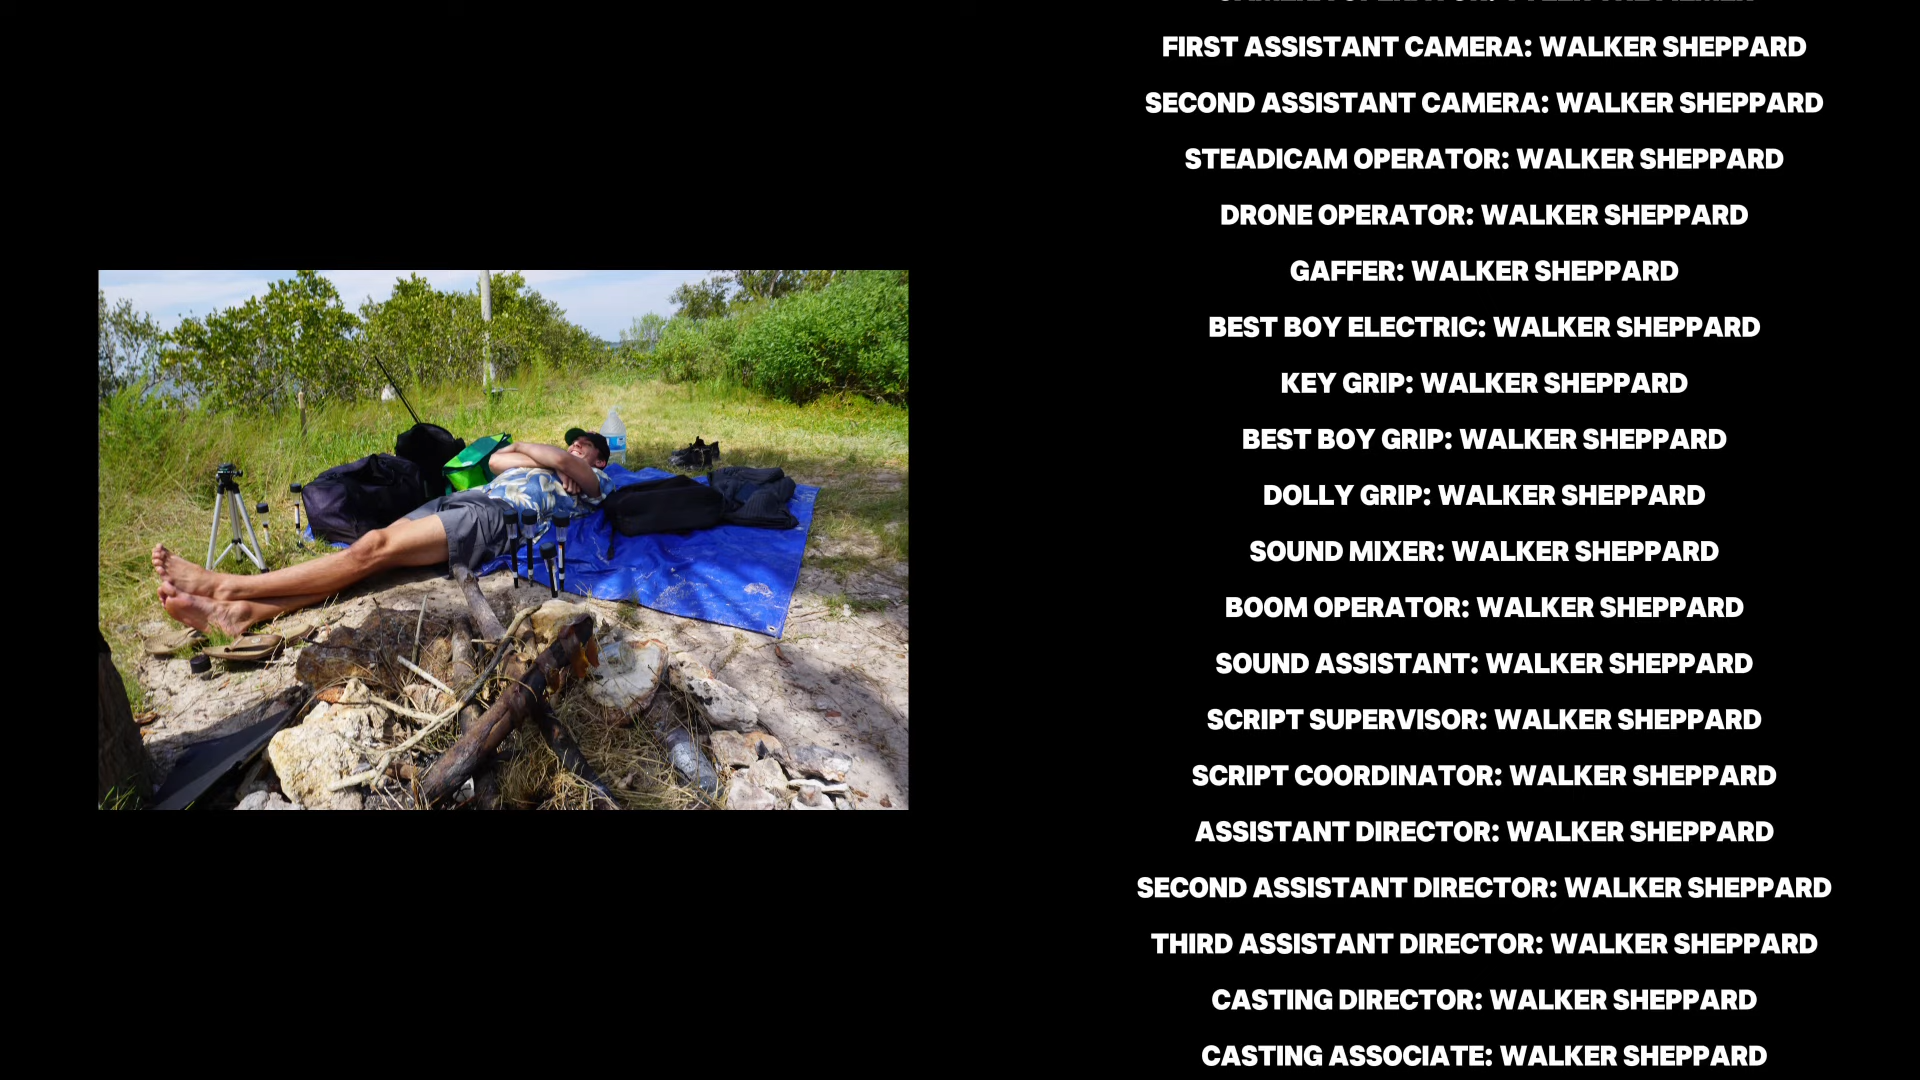 FIRST ASSISTANT CAMERA: WALKER SHEPPARD
SECOND ASSISTANT CAMERA: WALKER SHEPPARD
STEADICAM OPERATOR: WALKER SHEPPARD
DRONE OPERATOR: WALKER SHEPPARD
GAFFER: WALKER SHEPPARD
BEST BOY ELECTRIC: WALKER SHEPPARD
KEY GRIP: WALKER SHEPPARD
BEST BOY GRIP: WALKER SHEPPARD
DOLLY GRIP: WALKER SHEPPARD
SOUND MIXER: WALKER SHEPPARD
BOOM OPERATOR: WALKER SHEPPARD
SOUND ASSISTANT: WALKER SHEPPARD
SCRIPT SUPERVISOR: WALKER SHEPPARD
SCRIPT COORDINATOR: WALKER SHEPPARD
ASSISTANT DIRECTOR: WALKER SHEPPARD
SECOND ASSISTANT DIRECTOR: WALKER SHEPPARD
THIRD ASSISTANT DIRECTOR: WALKER SHEPPARD
CASTING DIRECTOR: WALKER SHEPPARD
CASTING ASSOCIATE: WALKER SHEPPARD